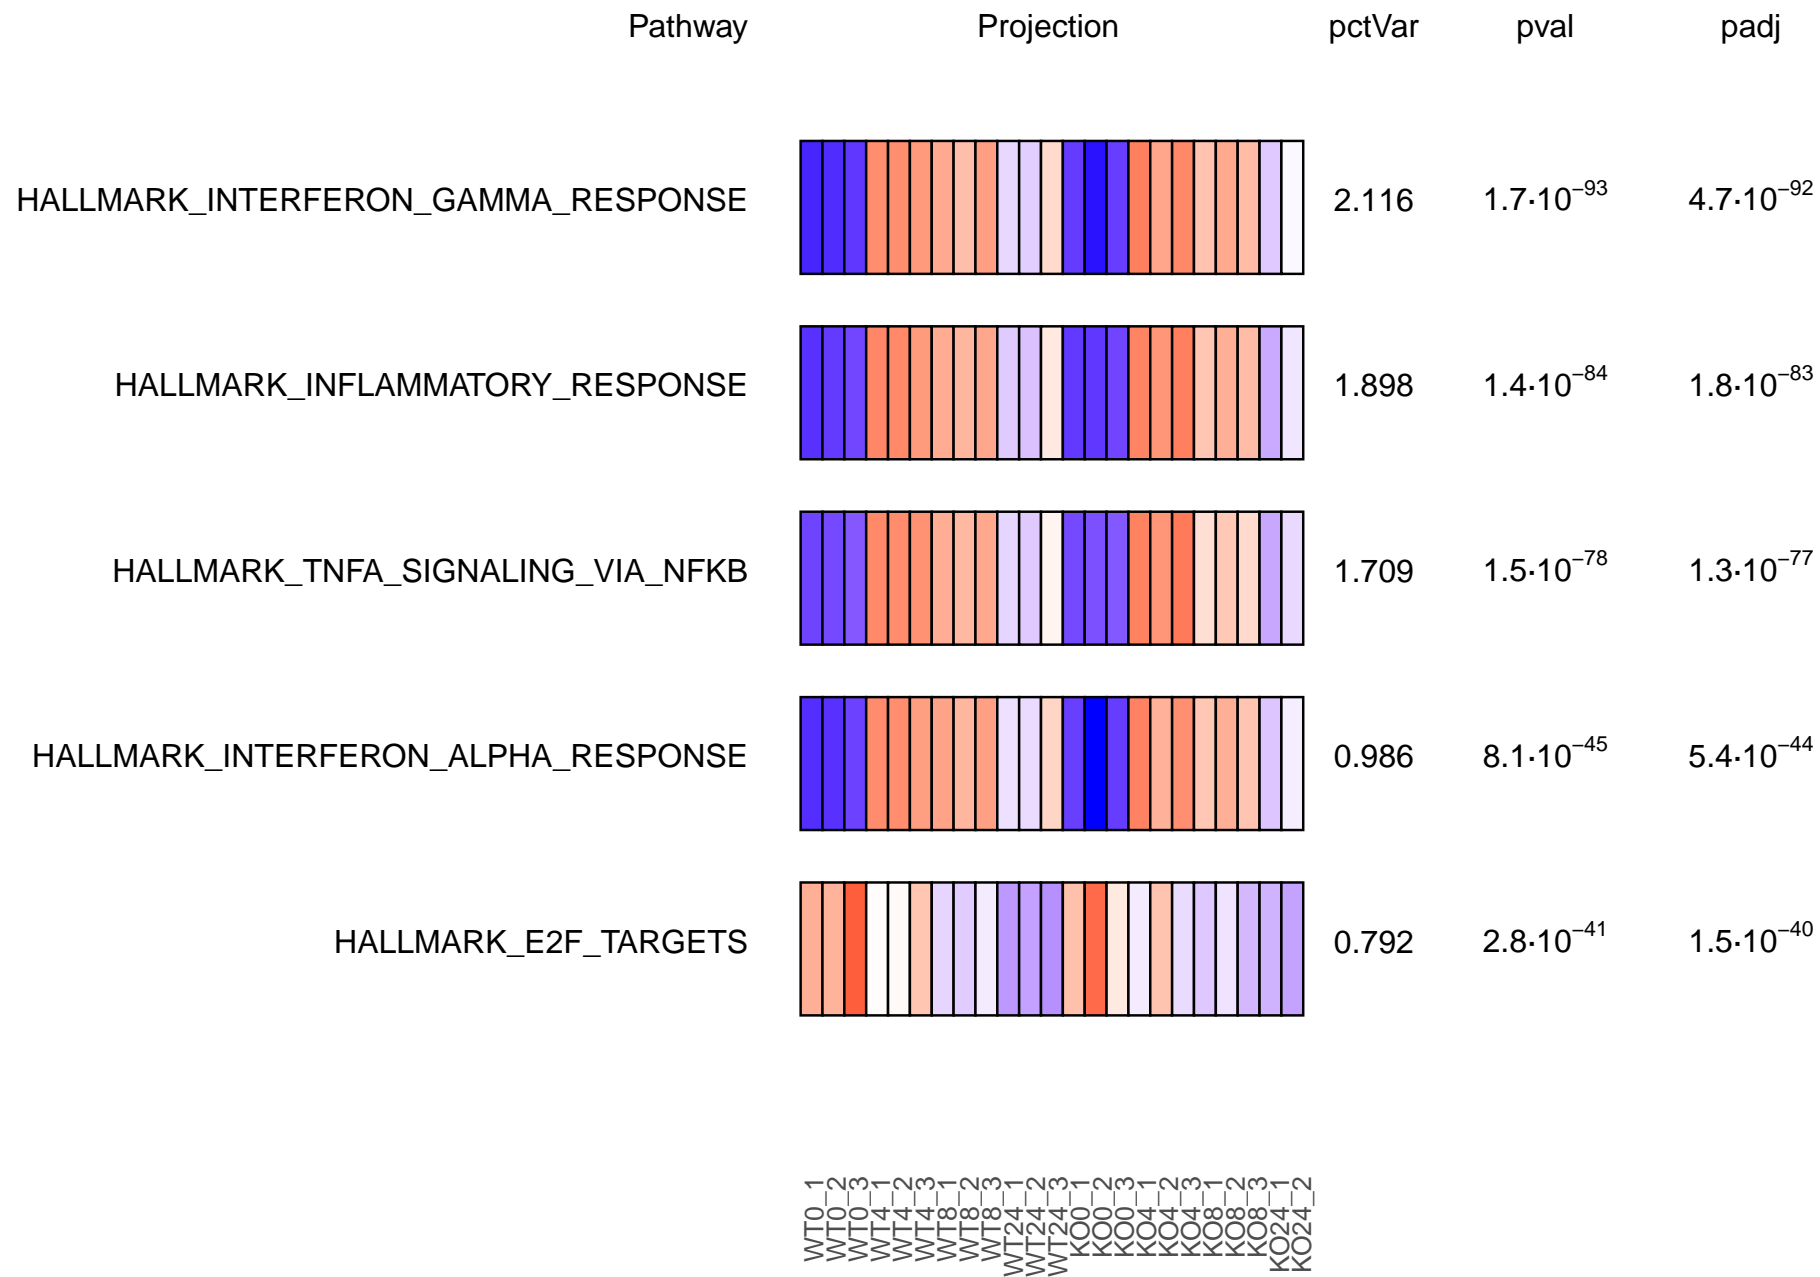 Pathway Projection pctVar pval padj
HALLMARK_INTERFERON_GAMMA_RESPONSE 2.116 1.7·10⁻⁹³ 4.7·10⁻⁹²
HALLMARK_INFLAMMATORY_RESPONSE 1.898 1.4·10⁻⁸⁴ 1.8·10⁻⁸³
HALLMARK_TNFA_SIGNALING_VIA_NFKB 1.709 1.5·10⁻⁷⁸ 1.3·10⁻⁷⁷
HALLMARK_INTERFERON_ALPHA_RESPONSE 0.986 8.1·10⁻⁴⁵ 5.4·10⁻⁴⁴
HALLMARK_E2F_TARGETS 0.792 2.8·10⁻⁴¹ 1.5·10⁻⁴⁰
WT0_1
WT0_2
WT0_3
WT4_1
WT4_2
WT4_3
WT8_1
WT8_2
WT8_3
WT24_1
WT24_2
WT24_3
KO0_1
KO0_2
KO0_3
KO4_1
KO4_2
KO4_3
KO8_1
KO8_2
KO8_3
KO24_1
KO24_2